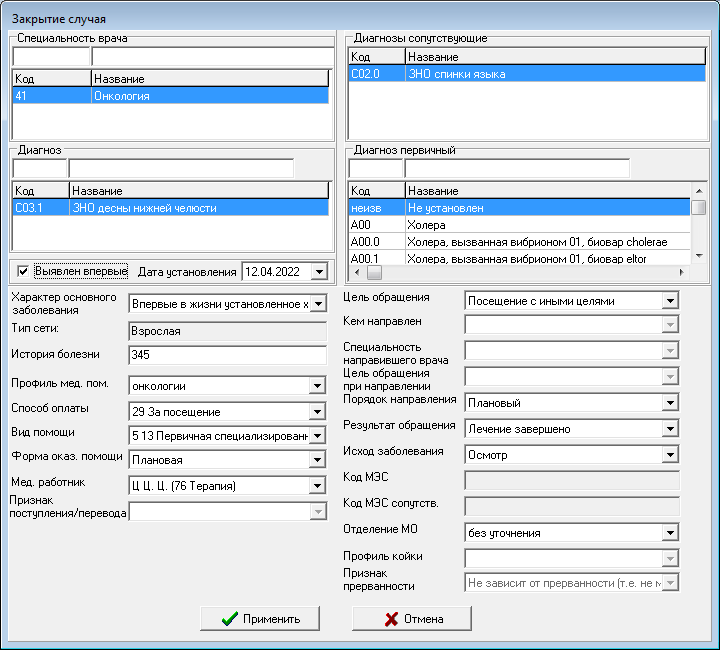 Закрытие случая
Специальность врача
Код Название
41 Онкология
Диагнозы сопутствующие
Код Название
C02.0 ЗНО спинки языка
Диагноз
Код Название
C03.1 ЗНО десны нижней челюсти
Диагноз первичный
Код Название
неизв Не установлен
A00 Холера
A00.0 Холера, вызванная вибрионом 01, биовар cholerae
A00.1 Холера, вызванная вибрионом 01, биовар eltor
Выявлен впервые Дата установления 12.04.2022
Характер основного
заболевания
Впервые в жизни установленное х
Тип сети: Взрослая
История болезни 345
Профиль мед. пом. онкологии
Способ оплаты 29 За посещение
Вид помощи 5 13 Первичная специализированн
Форма оказ. помощи Плановая
Мед. работник Ц Ц. Ц. (76 Терапия)
Признак
поступления/перевода
Цель обращения Посещение с иными целями
Кем направлен
Специальность
направившего врача
Цель обращения
при направлении
Порядок направления Плановый
Результат обращения Лечение завершено
Исход заболевания Осмотр
Код МЭС
Код МЭС сопутств.
Отделение МО без уточнения
Профиль койки
Признак
прерванности
Не зависит от прерванности (т.е. не м
Применить Отмена